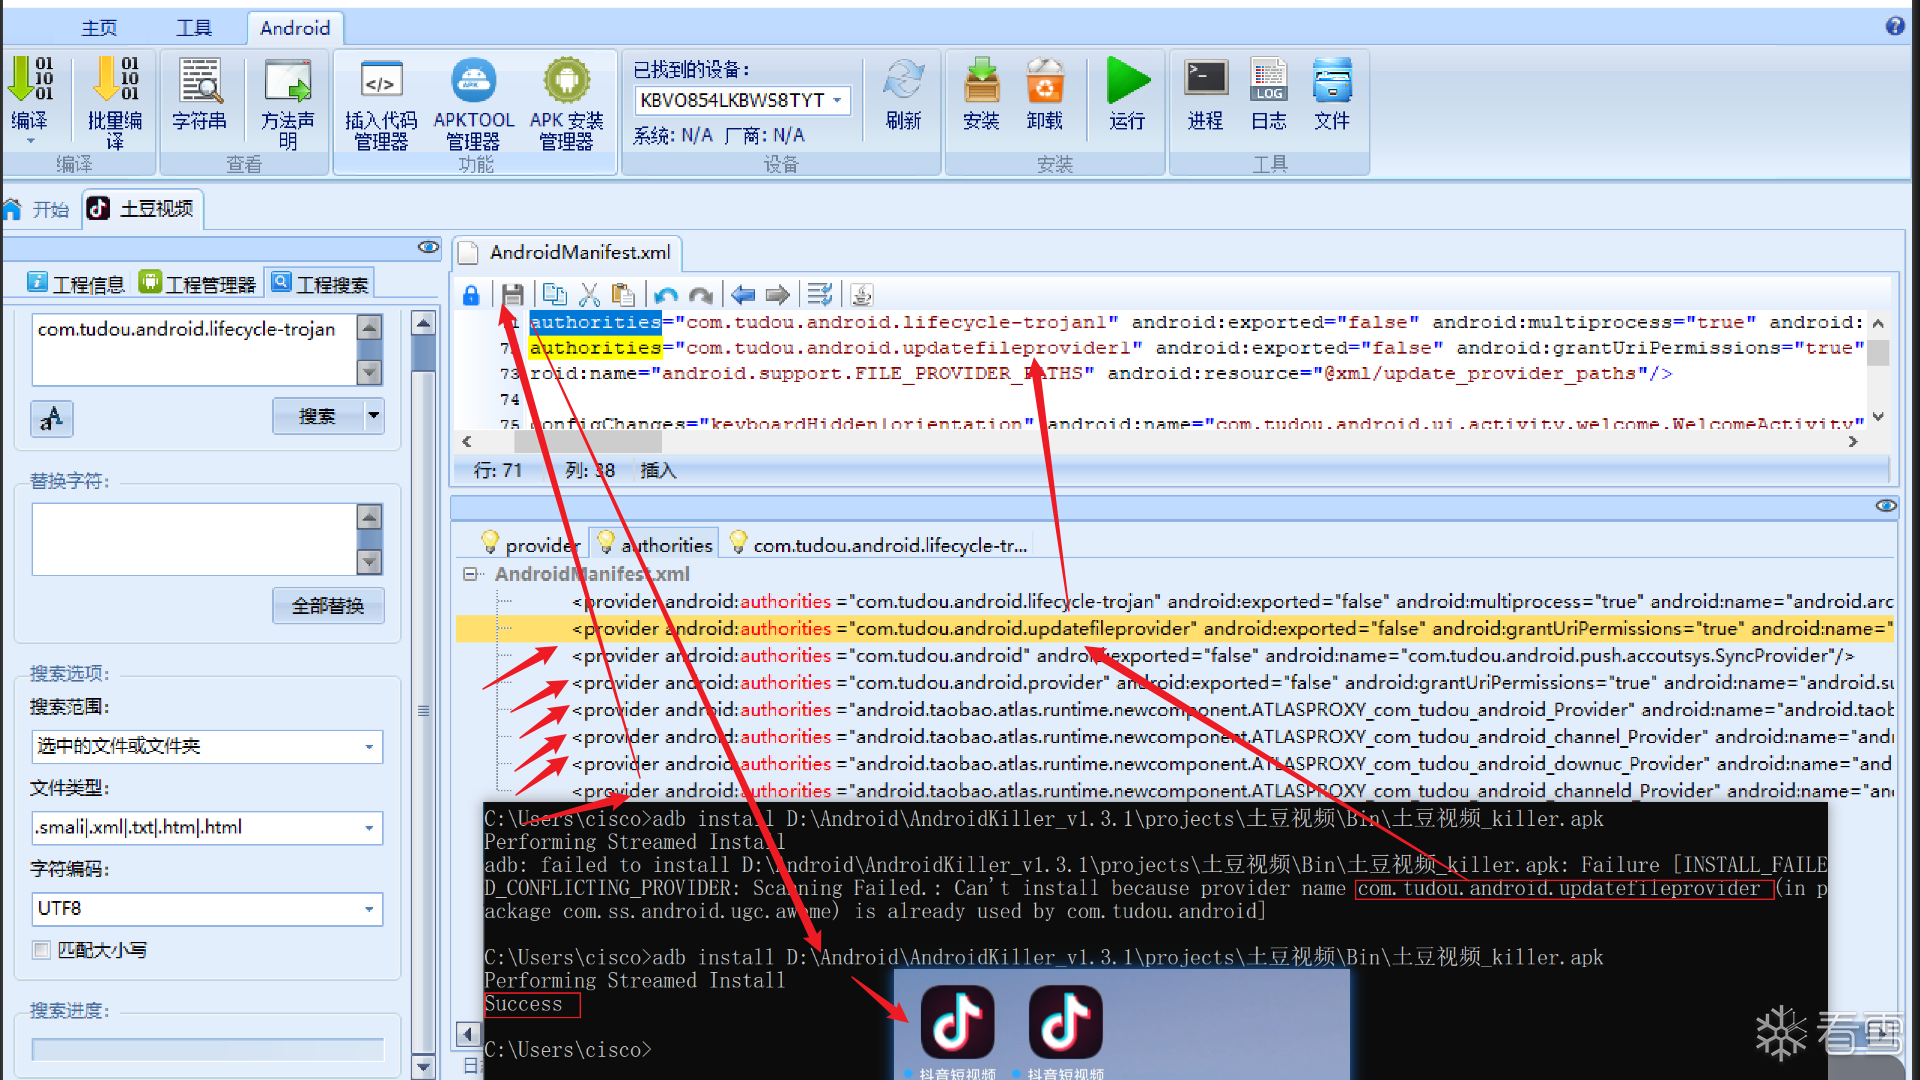 主页 工具 Android
编译 批量编译 字符串 方法声明 插入代码管理器 APKTOOL管理器 APK 安装管理器
已找到的设备:
KBVO854LKBWS8TYT
系统: N/A 厂商: N/A
刷新 安装 卸载 运行 进程 日志 文件
编译 查看 功能 设备 安装 工具
开始 土豆视频
AndroidManifest.xml
工程信息 工程管理器 工程搜索
com.tudou.android.lifecycle-trojan
搜索
替换字符:
全部替换
搜索选项:
搜索范围:
选中的文件或文件夹
文件类型:
.smali|.xml|.txt|.htm|.html
字符编码:
UTF8
匹配大小写
搜索进度:
authorities="com.tudou.android.lifecycle-trojan1" android:exported="false" android:multiprocess="true" android:
authorities="com.tudou.android.updatefileprovider1" android:exported="false" android:grantUriPermissions="true"
73 roid:name="android.support.FILE_PROVIDER_PATHS" android:resource="@xml/update_provider_paths"/>
74
75 configChanges="keyboardHidden|orientation" android:name="com.tudou.android.ui.activity.welcome.WelcomeActivity"
行: 71 列: 38 插入
provider authorities com.tudou.android.lifecycle-tr...
AndroidManifest.xml
<provider android:authorities ="com.tudou.android.lifecycle-trojan" android:exported="false" android:multiprocess="true" android:name="android.arc
<provider android:authorities ="com.tudou.android.updatefileprovider" android:exported="false" android:grantUriPermissions="true" android:name="
<provider android:authorities ="com.tudou.android" android:exported="false" android:name="com.tudou.android.push.accoutsys.SyncProvider"/>
<provider android:authorities ="com.tudou.android.provider" android:exported="false" android:grantUriPermissions="true" android:name="android.su
<provider android:authorities ="android.taobao.atlas.runtime.newcomponent.ATLASPROXY_com_tudou_android_Provider" android:name="android.taob
<provider android:authorities ="android.taobao.atlas.runtime.newcomponent.ATLASPROXY_com_tudou_android_channel_Provider" android:name="andr
<provider android:authorities ="android.taobao.atlas.runtime.newcomponent.ATLASPROXY_com_tudou_android_downuc_Provider" android:name="and
<provider android:authorities ="android.taobao.atlas.runtime.newcomponent.ATLASPROXY_com_tudou_android_channeld_Provider" android:name="an
C:\Users\cisco>adb install D:\Android\AndroidKiller_v1.3.1\projects\土豆视频\Bin\土豆视频_killer.apk
Performing Streamed Install
adb: failed to install D:\Android\AndroidKiller_v1.3.1\projects\土豆视频\Bin\土豆视频_killer.apk: Failure [INSTALL_FAILE
D_CONFLICTING_PROVIDER: Scanning Failed.: Can't install because provider name com.tudou.android.updatefileprovider (in p
ackage com.ss.android.ugc.aweme) is already used by com.tudou.android]
C:\Users\cisco>adb install D:\Android\AndroidKiller_v1.3.1\projects\土豆视频\Bin\土豆视频_killer.apk
Performing Streamed Install
Success
C:\Users\cisco>
抖音短视频 抖音短视频
看雪